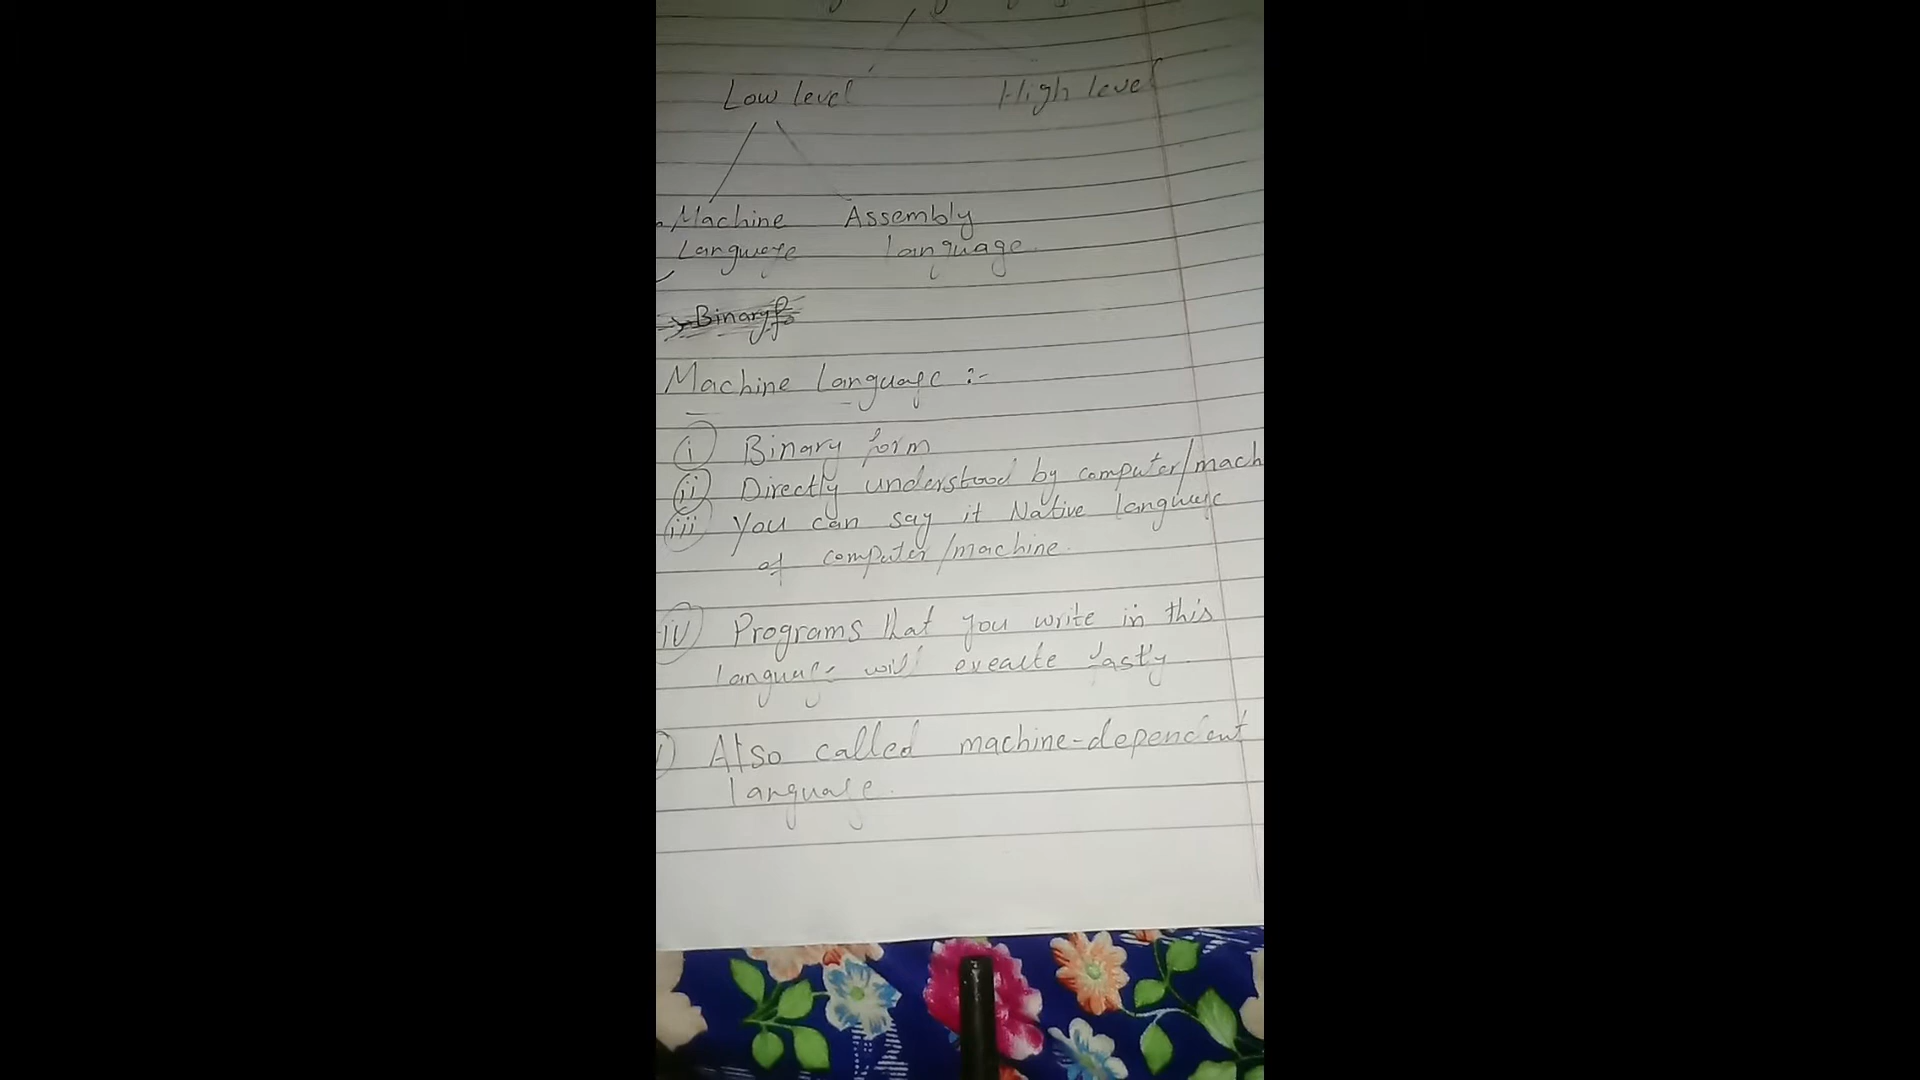 Low level High level
Machine Assembly
Language language
Binary
Machine Language :-
i Binary form
ii Directly understood by computer/mach
iii You can say it Native language
of computer/machine.
iv Programs that you write in this
language will execute fastly.
Also called machine-dependent
language.